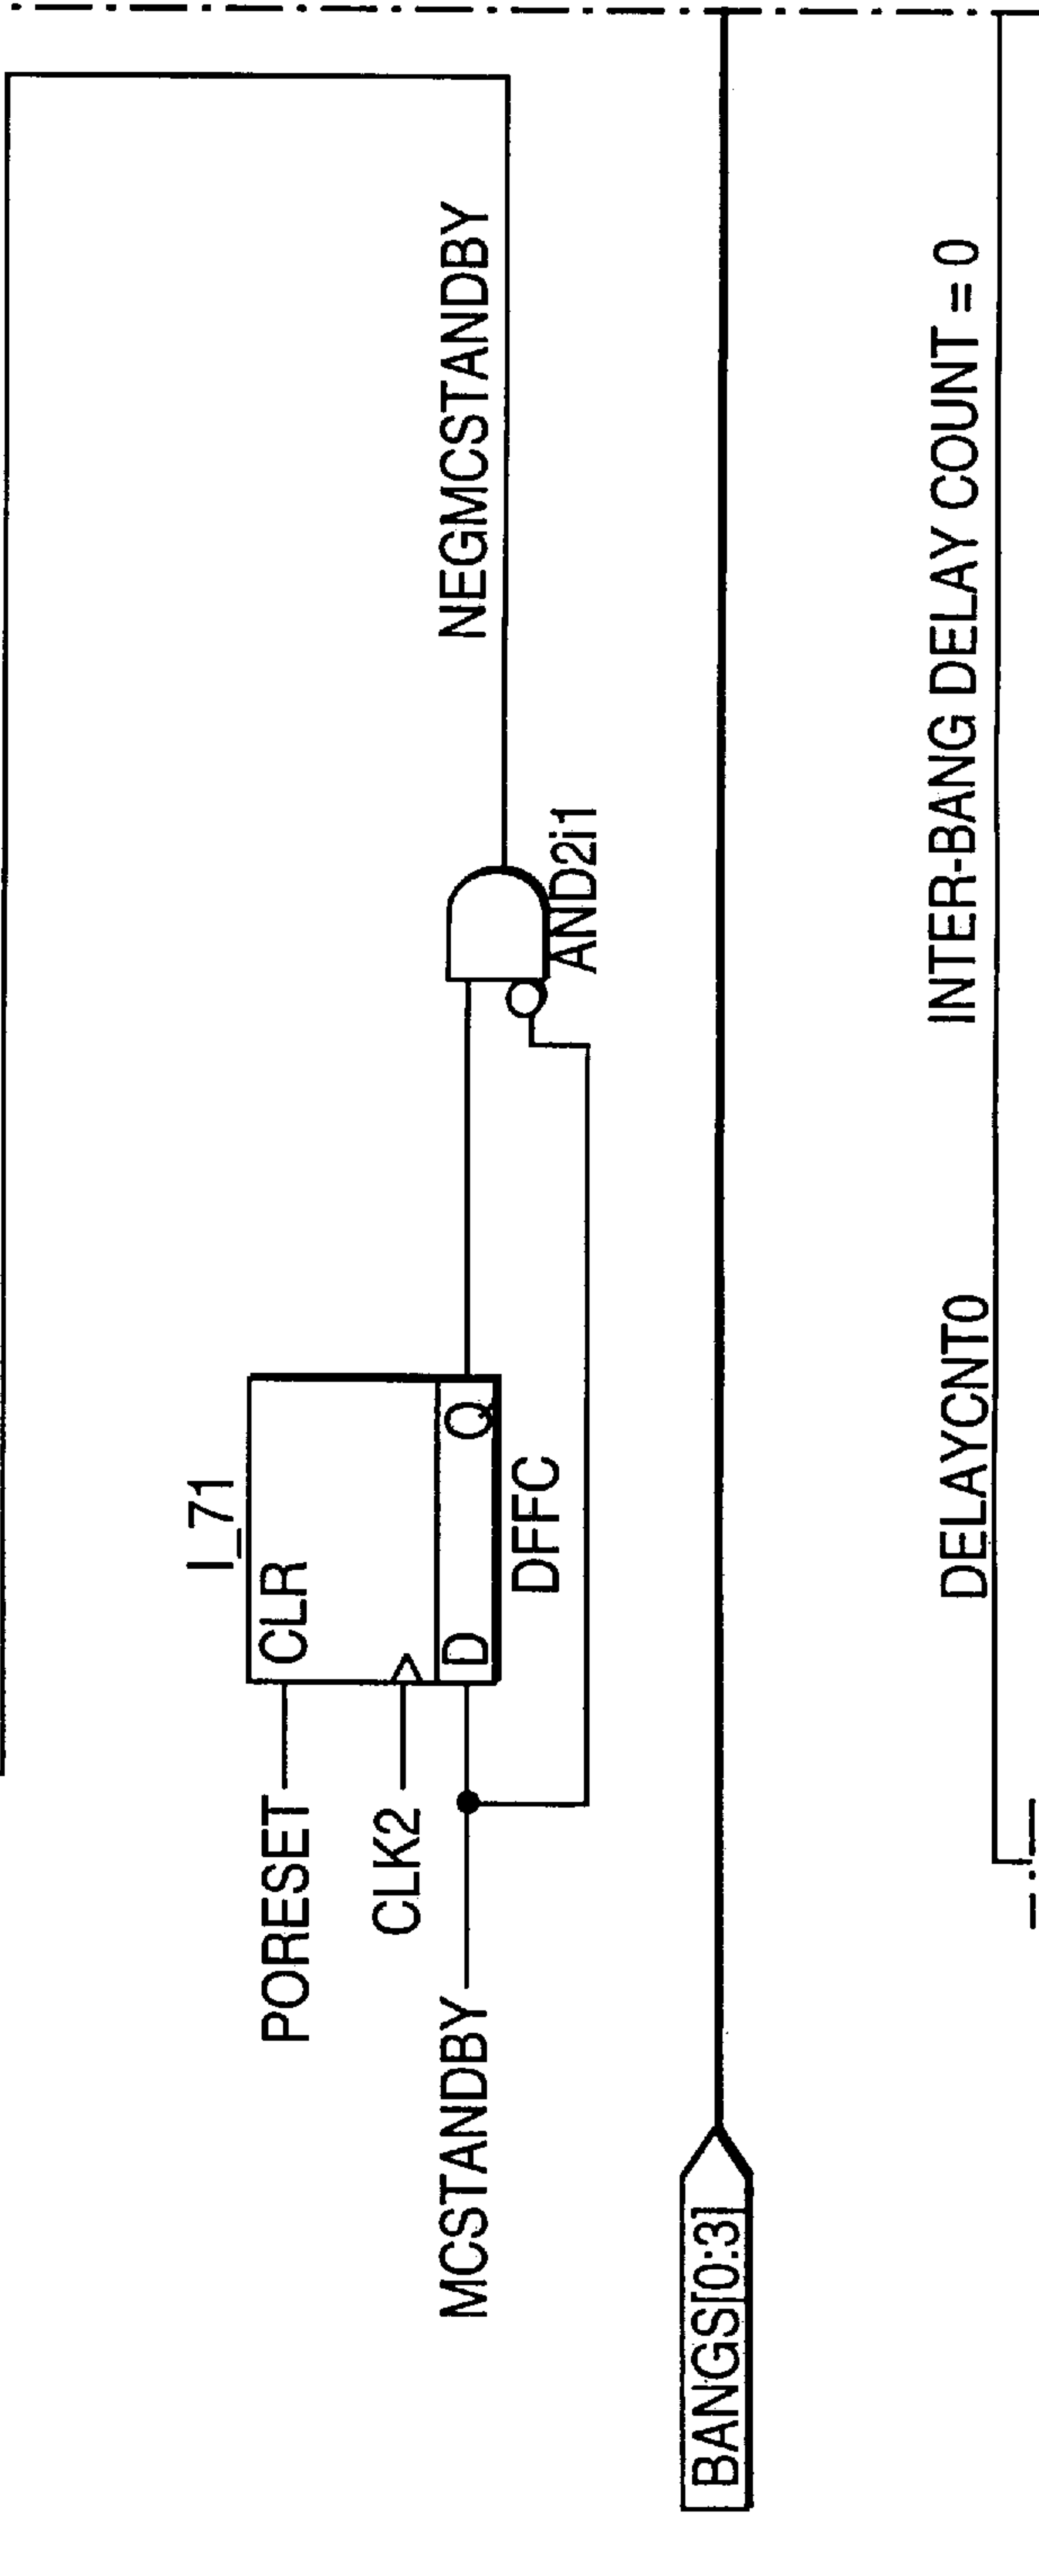 I_71
PORESET
CLR
CLK2
MCSTANDBY
D
Q
NEGMCSTANDBY
DFFC
AND2i1
BANGS[0:3]
DELAYCNT0
INTER-BANG DELAY COUNT = 0